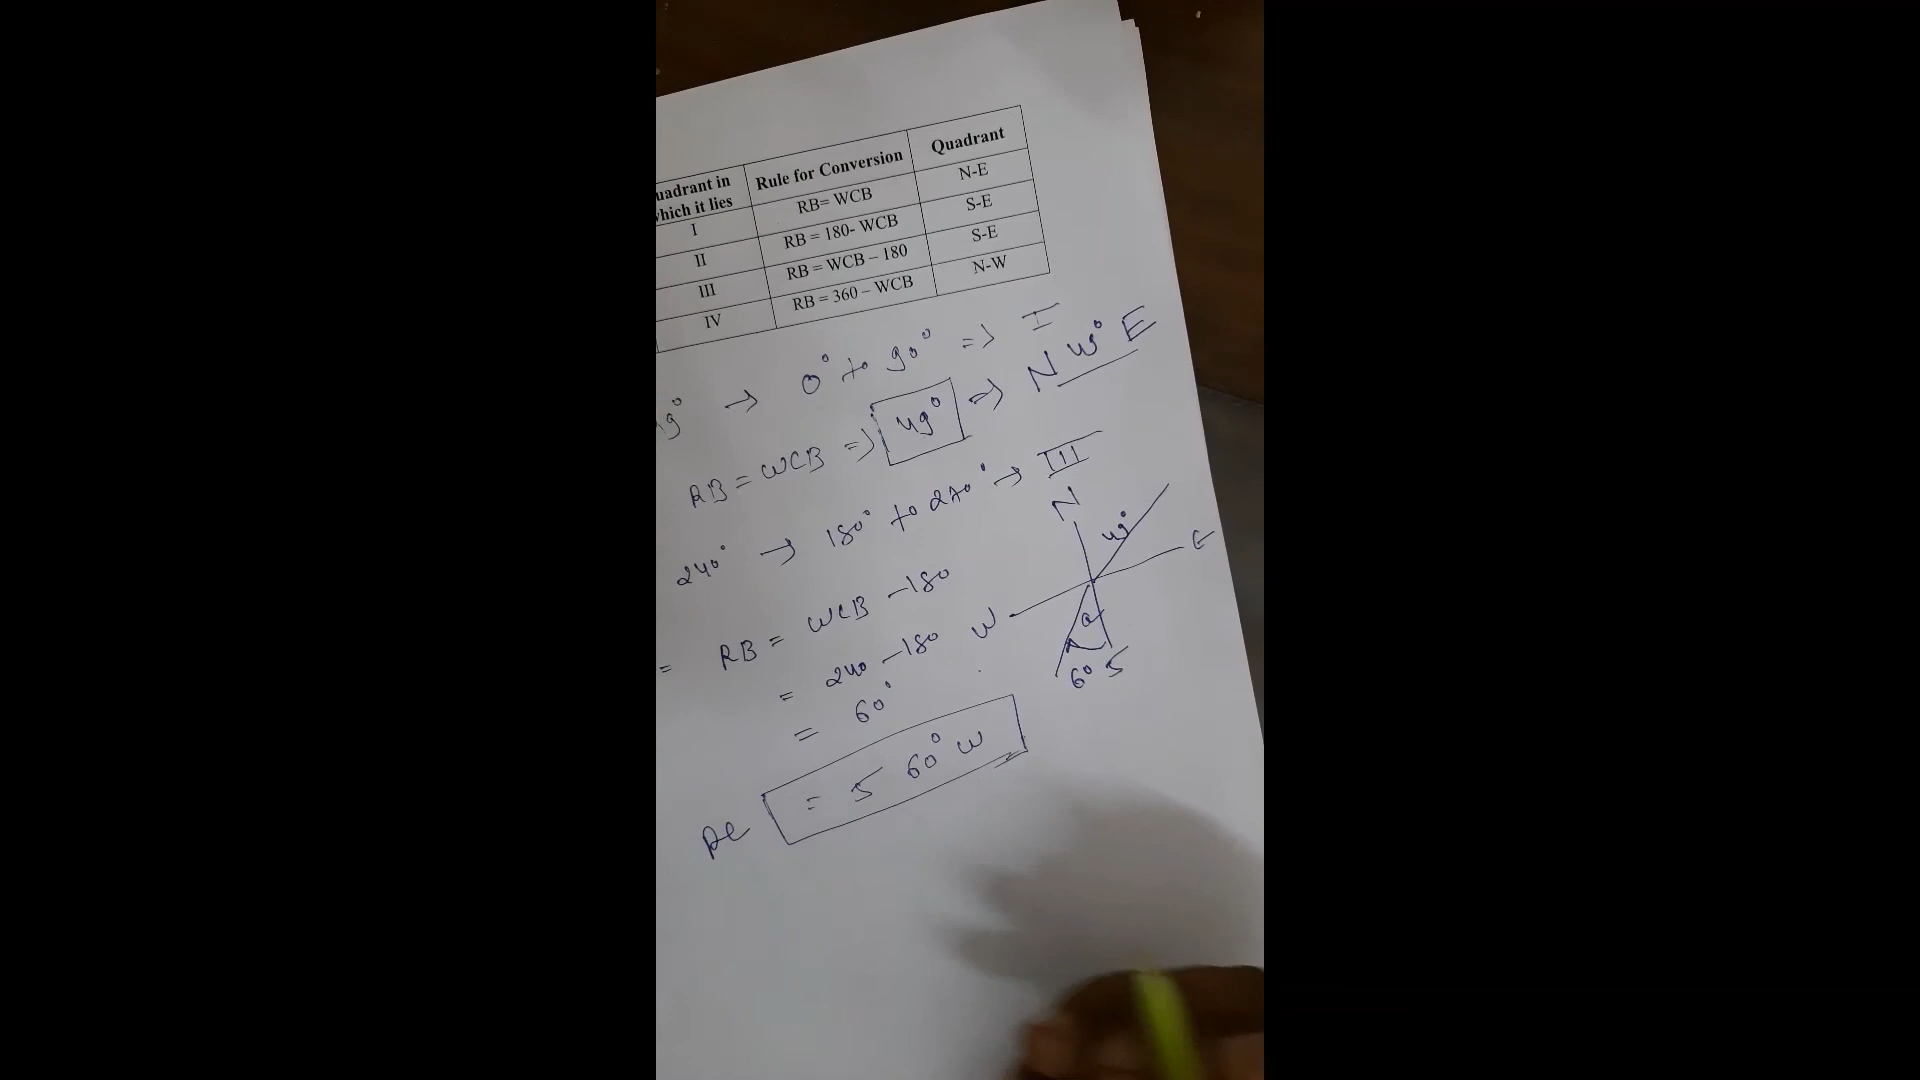 uadrant in which it lies Rule for Conversion Quadrant
I RB= WCB N-E
II RB = 180- WCB S-E
III RB = WCB – 180 S-E
IV RB = 360 – WCB N-W
49° → 0° to 90° => I
RB = WCB => 49° => N 49° E
240° → 180° to 270° → III
N
49°
E
= RB = WCB -180
= 240 -180
W
= 60°
60 S
= S 60° W